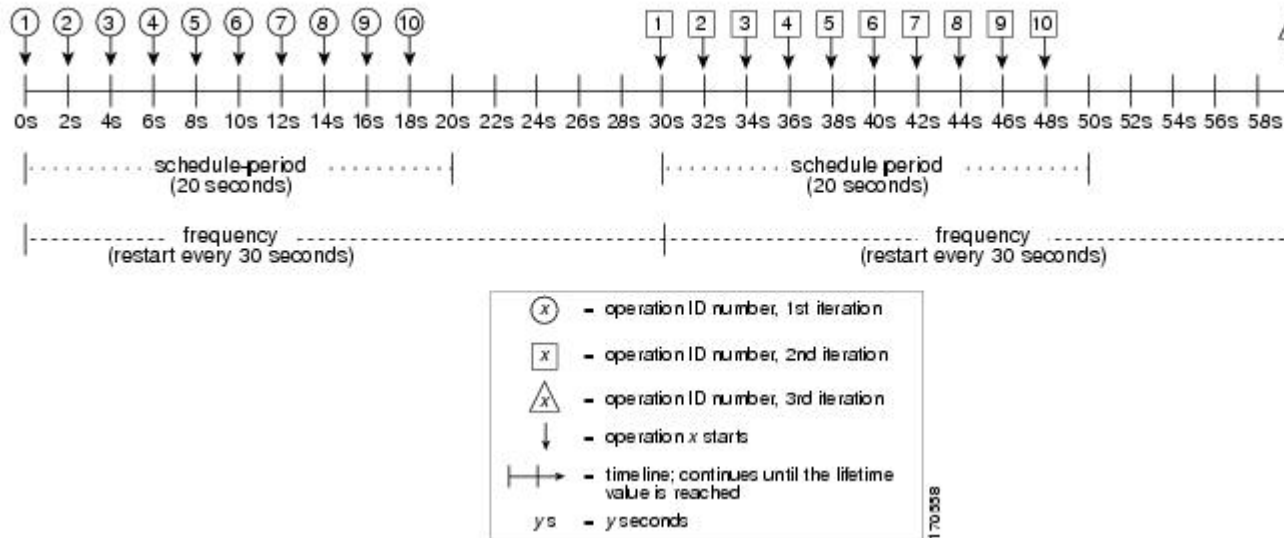 1 2 3 4 5 6 7 8 9 10 1 2 3 4 5 6 7 8 9 10
0s 2s 4s 6s 8s 10s 12s 14s 16s 18s 20s 22s 24s 26s 28s 30s 32s 34s 36s 38s 40s 42s 44s 46s 48s 50s 52s 54s 56s 58s
schedule-period
(20 seconds)
schedule period
(20 seconds)
frequency
(restart every 30 seconds)
frequency
(restart every 30 seconds)
x = operation ID number, 1st iteration
x = operation ID number, 2nd iteration
x = operation ID number, 3rd iteration
= operation x starts
= timeline; continues until the lifetime
value is reached
y s = y seconds
170558